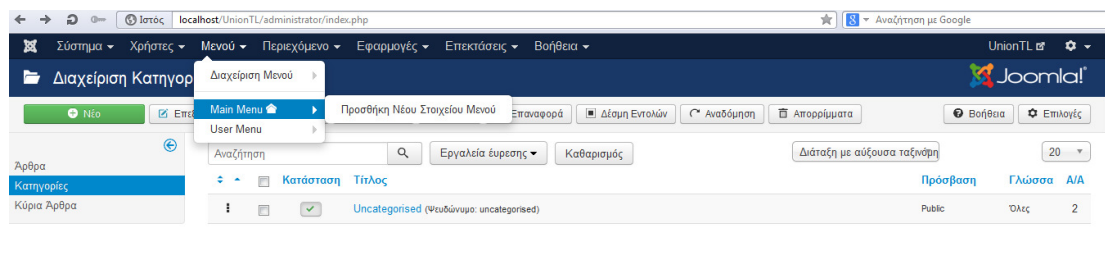 Ιστός localhost/UnionTL/administrator/index.php Αναζήτηση με Google
Σύστημα Χρήστες Μενού Περιεχόμενο Εφαρμογές Επεκτάσεις Βοήθεια UnionTL
Διαχείριση Κατηγορ Διαχείριση Μενού Joomla!
Νέο Επε Main Menu Προσθήκη Νέου Στοιχείου Μενού Επαναφορά Δέσμη Εντολών Αναδόμηση Απορρίμματα Βοήθεια Επιλογές
User Menu
Αναζήτηση Εργαλεία έυρεσης Καθαρισμός Διάταξη με αύξουσα ταξινόμη 20
Άρθρα
Κατηγορίες Κατάσταση Τίτλος Πρόσβαση Γλώσσα Α/Α
Κύρια Άρθρα Uncategorised (Ψευδώνυμο: uncategorised) Public Όλες 2